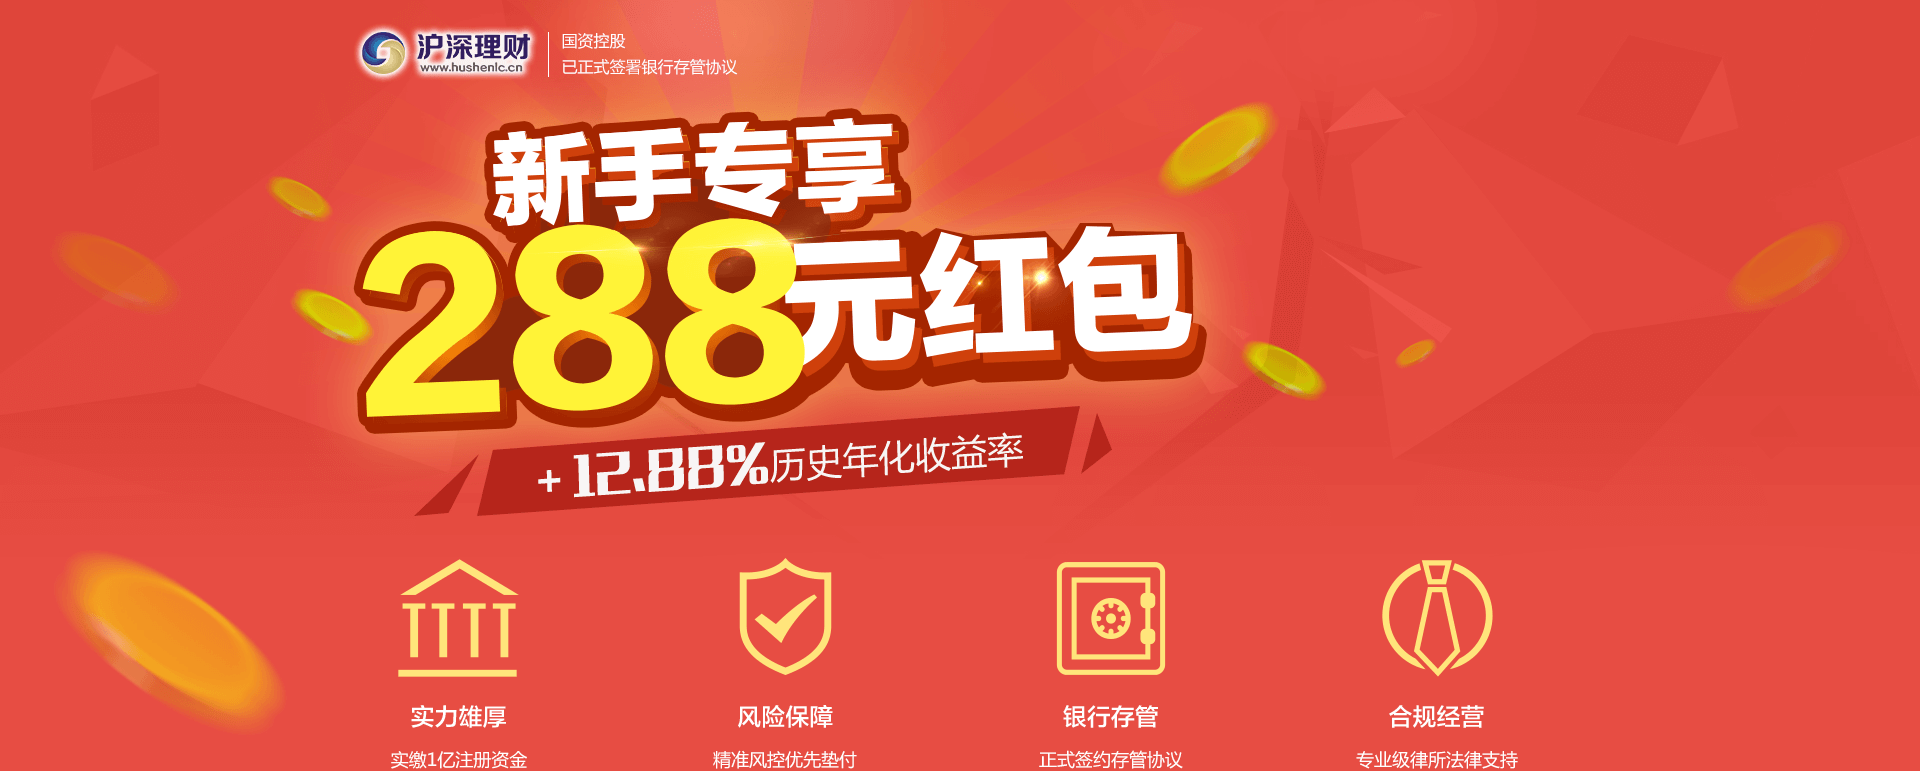 沪深理财
www.hushenlc.cn
国资控股
已正式签署银行存管协议
新手专享
288元红包
+ 12.88%历史年化收益率
实力雄厚
风险保障
银行存管
合规经营
实缴1亿注册资金
精准风控优先垫付
正式签约存管协议
专业级律所法律支持